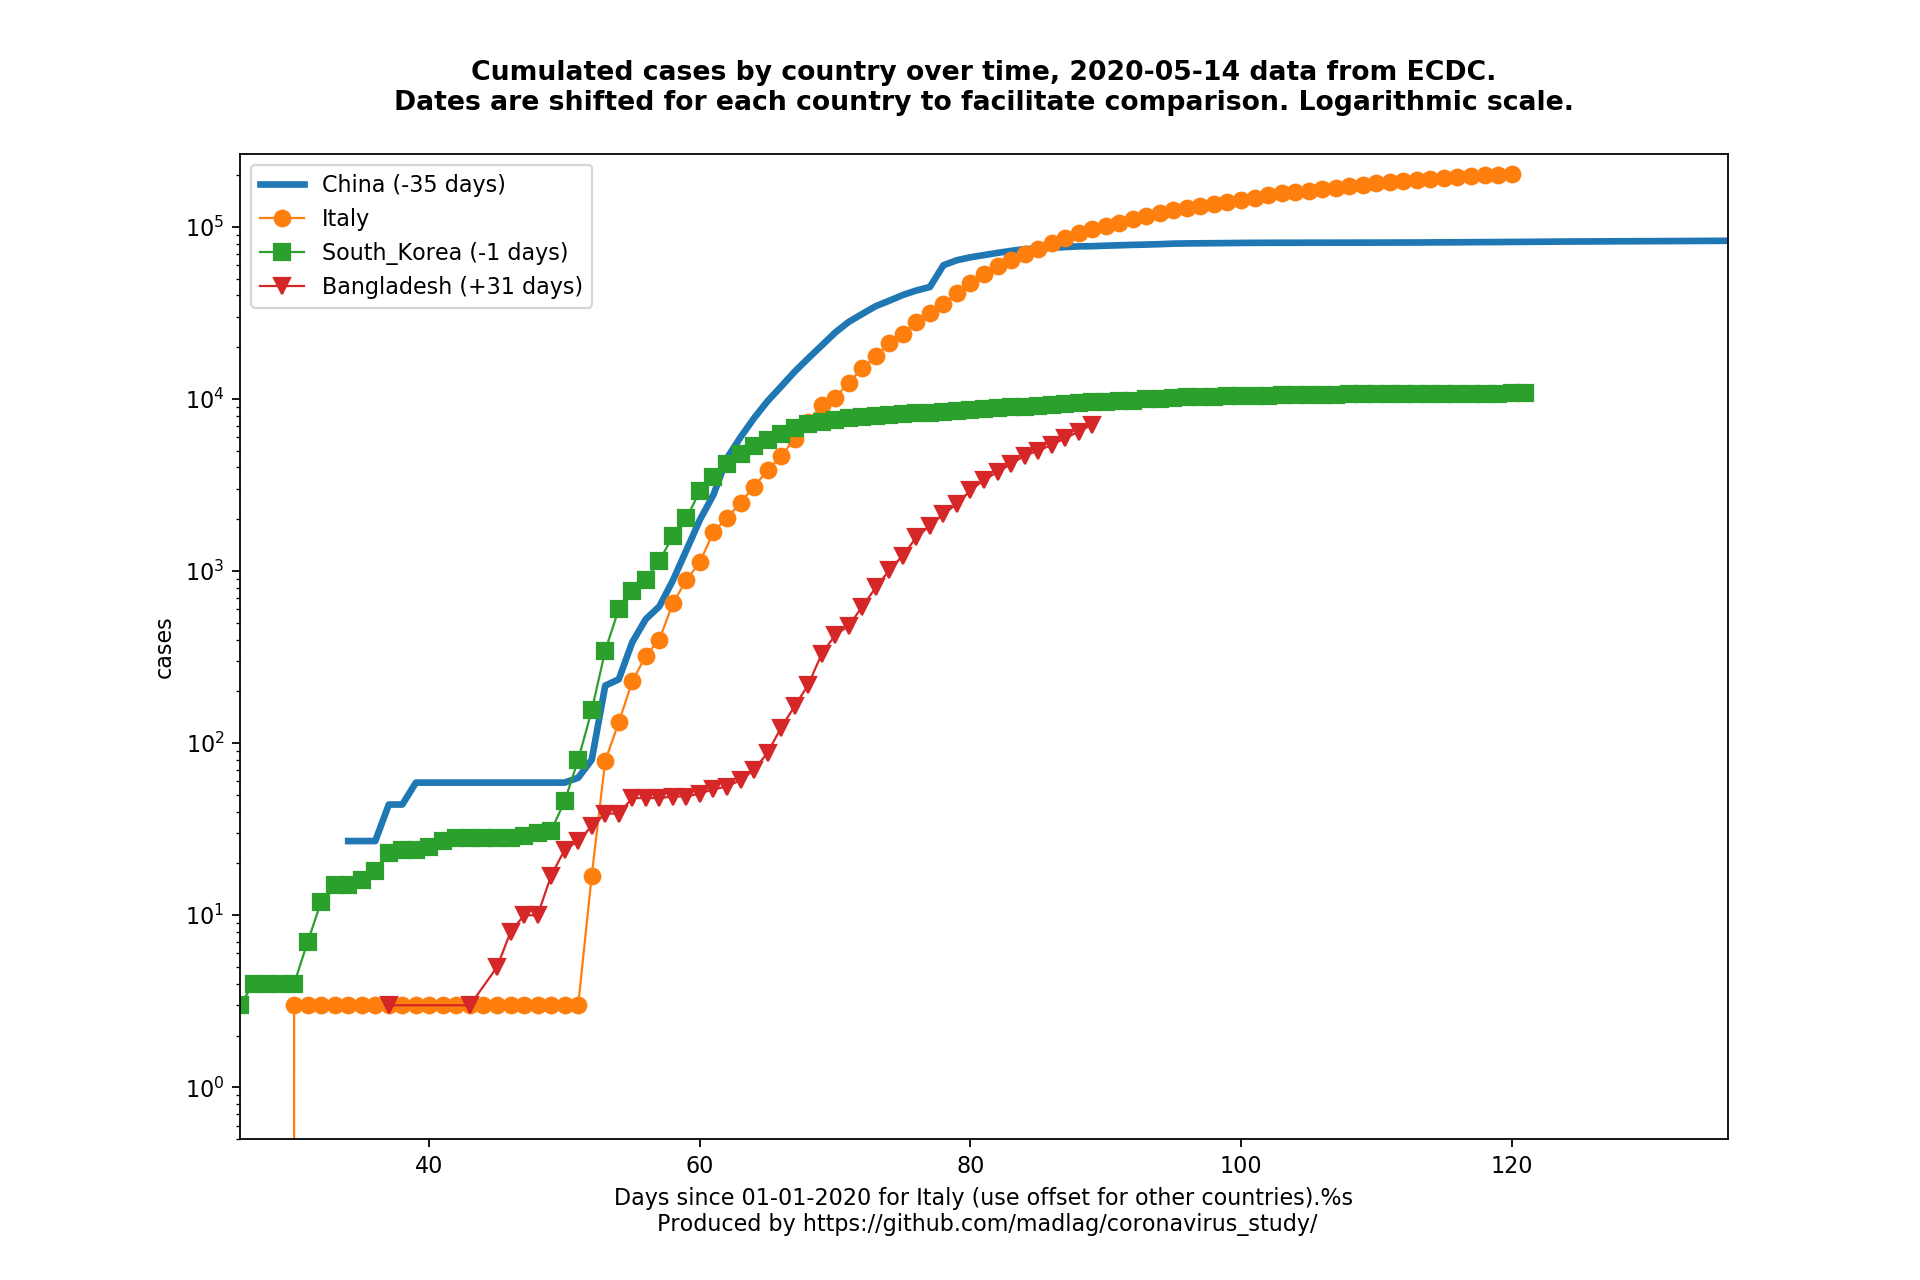 Cumulated cases by country over time, 2020-05-14 data from ECDC.
Dates are shifted for each country to facilitate comparison. Logarithmic scale.
China (-35 days)
Italy
South_Korea (-1 days)
Bangladesh (+31 days)
10^5
10^4
10^3
10^2
10^1
10^0
cases
40 60 80 100 120
Days since 01-01-2020 for Italy (use offset for other countries).%s
Produced by https://github.com/madlag/coronavirus_study/